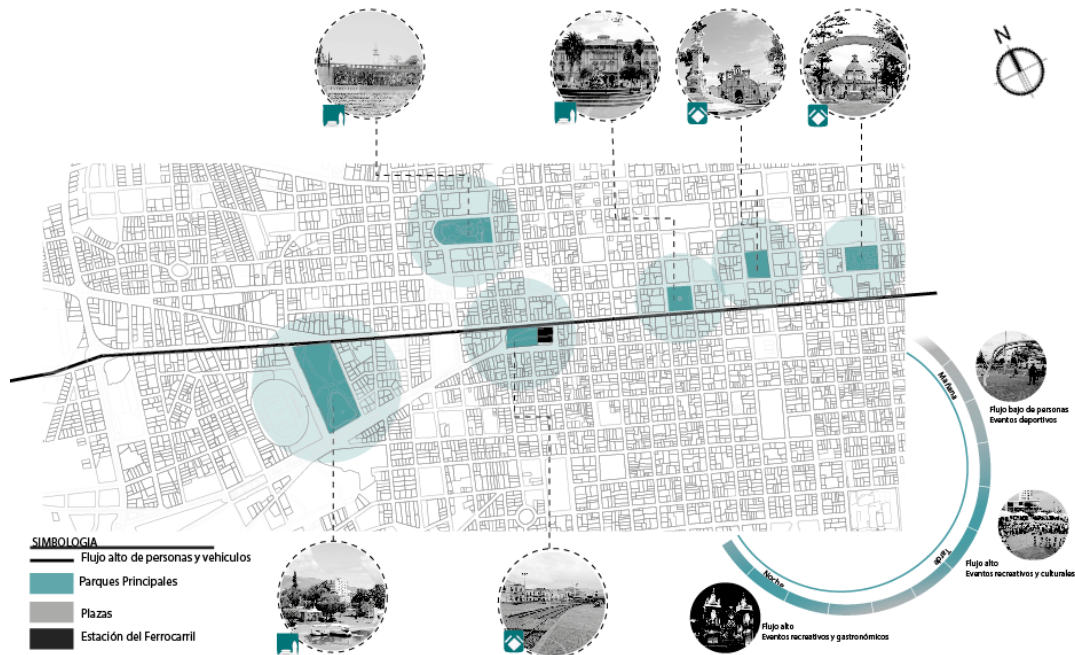 N
Mañana
Flujo bajo de personas
Eventos deportivos
Tarde
Flujo alto
Eventos recreativos y culturales
Noche
Flujo alto
Eventos recreativos y gastronómicos
SIMBOLOGIA
Flujo alto de personas y vehículos
Parques Principales
Plazas
Estación del Ferrocarril